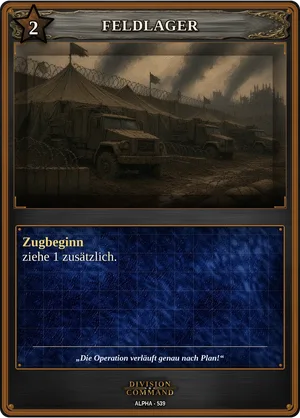 2
FELDLAGER
Zugbeginn
ziehe 1 zusätzlich.
„Die Operation verläuft genau nach Plan!“
DIVISION
COMMAND
ALPHA - 539